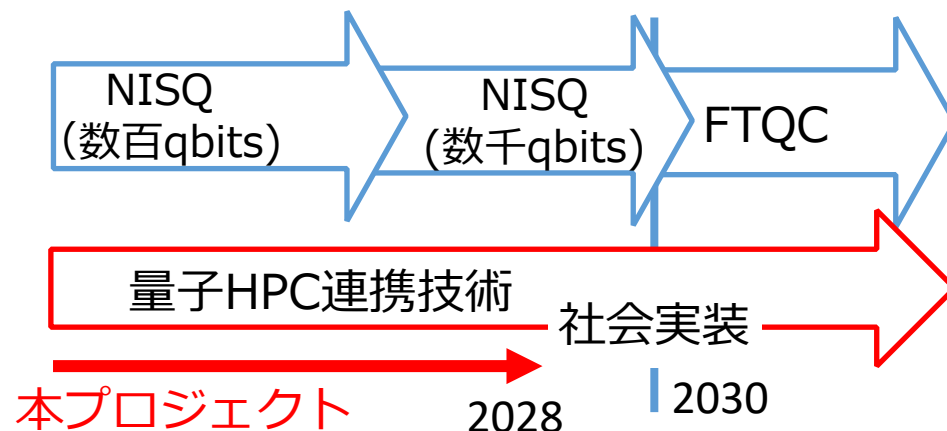 NISQ
(数百qbits)
NISQ
(数千qbits)
FTQC
量子HPC連携技術
社会実装
本プロジェクト
2028
2030